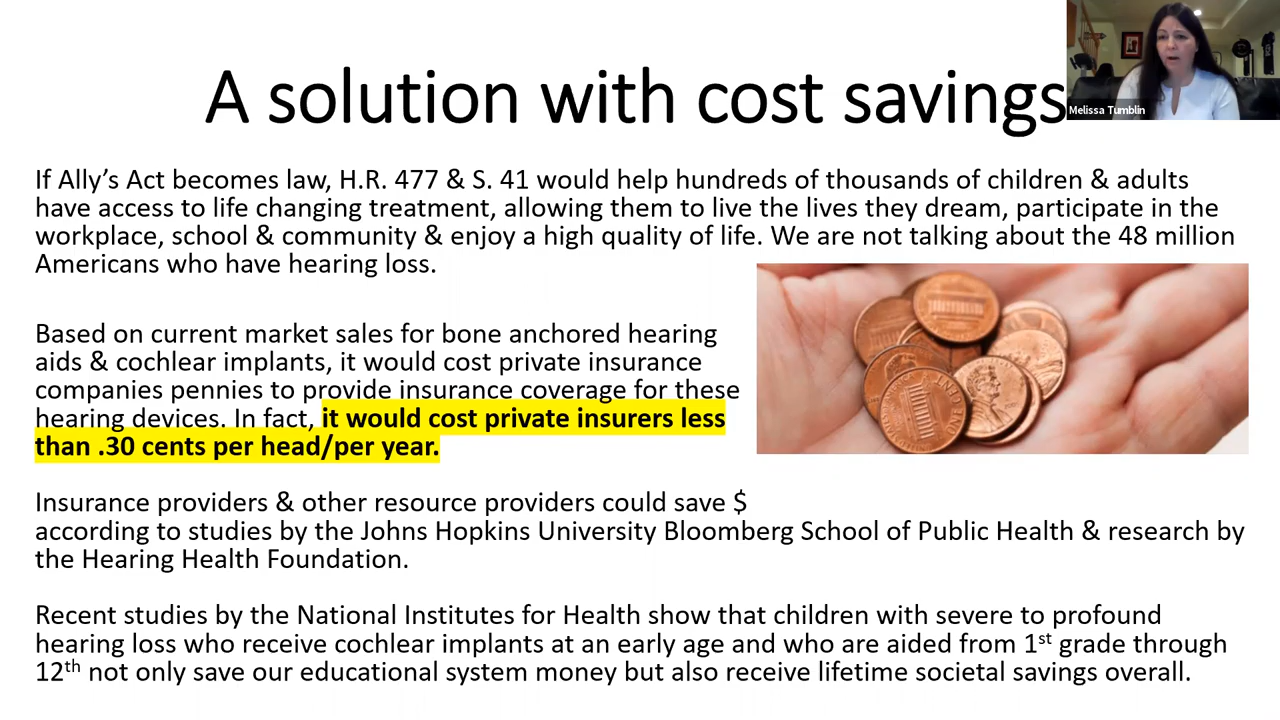 A solution with cost savings
Melissa Tumblin
If Ally's Act becomes law, H.R. 477 & S. 41 would help hundreds of thousands of children & adults
have access to life changing treatment, allowing them to live the lives they dream, participate in the
workplace, school & community & enjoy a high quality of life. We are not talking about the 48 million
Americans who have hearing loss.
Based on current market sales for bone anchored hearing
aids & cochlear implants, it would cost private insurance
companies pennies to provide insurance coverage for these
hearing devices. In fact, it would cost private insurers less
than .30 cents per head/per year.
Insurance providers & other resource providers could save $
according to studies by the Johns Hopkins University Bloomberg School of Public Health & research by
the Hearing Health Foundation.
Recent studies by the National Institutes for Health show that children with severe to profound
hearing loss who receive cochlear implants at an early age and who are aided from 1st grade through
12th not only save our educational system money but also receive lifetime societal savings overall.